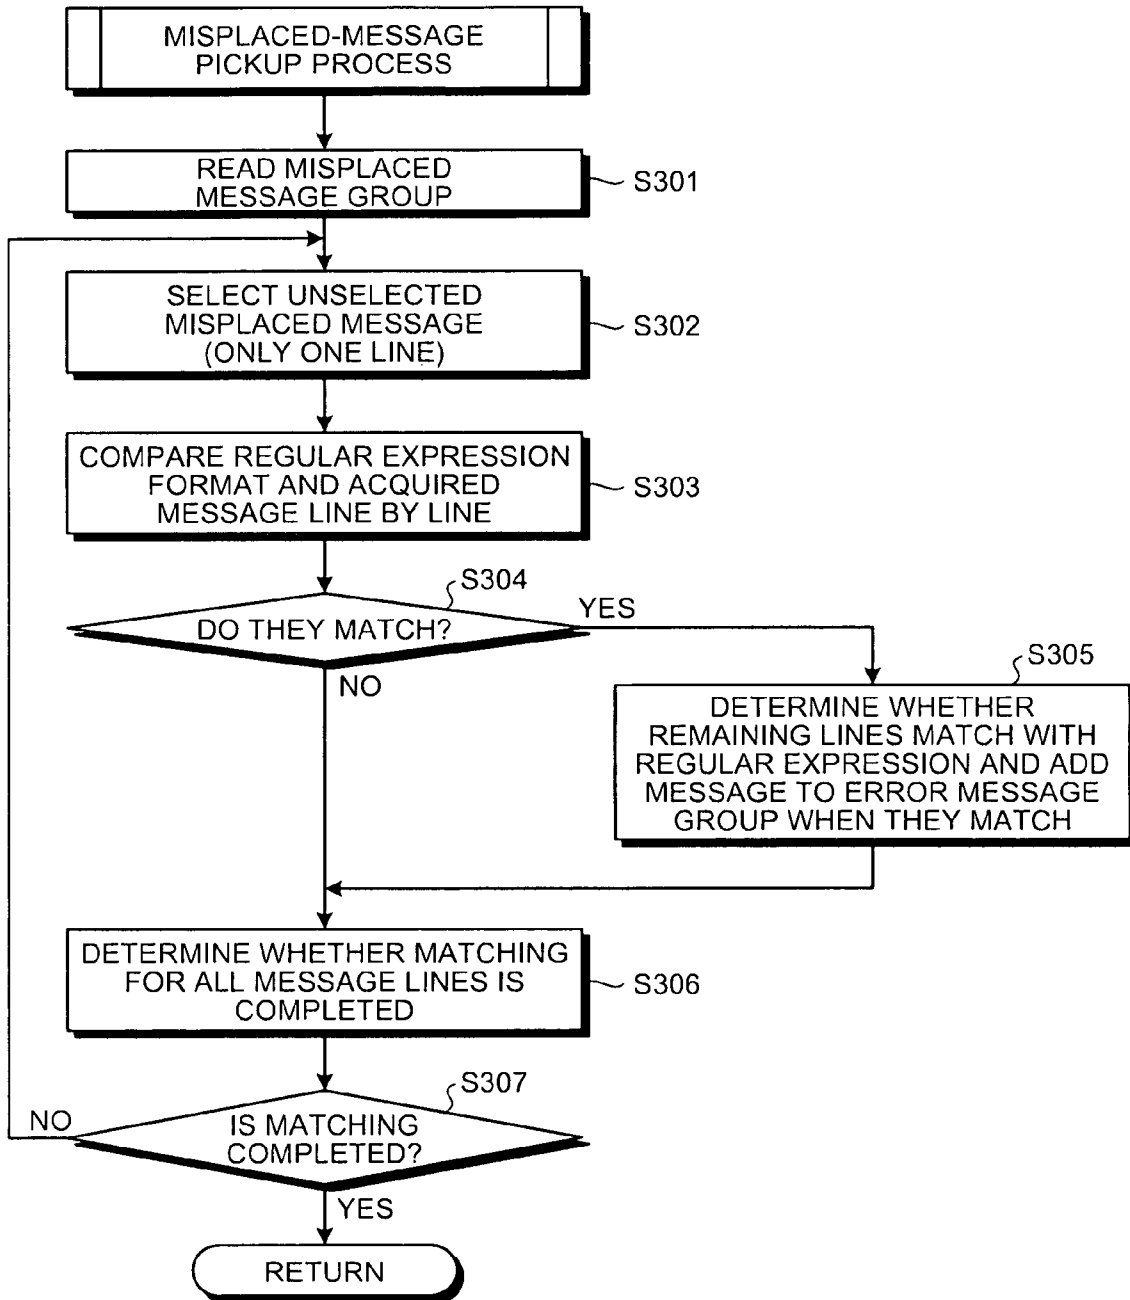 MISPLACED-MESSAGE
PICKUP PROCESS
READ MISPLACED
MESSAGE GROUP
S301
SELECT UNSELECTED
MISPLACED MESSAGE
(ONLY ONE LINE)
S302
COMPARE REGULAR EXPRESSION
FORMAT AND ACQUIRED
MESSAGE LINE BY LINE
S303
S304
DO THEY MATCH?
YES
NO
S305
DETERMINE WHETHER
REMAINING LINES MATCH WITH
REGULAR EXPRESSION AND ADD
MESSAGE TO ERROR MESSAGE
GROUP WHEN THEY MATCH
DETERMINE WHETHER MATCHING
FOR ALL MESSAGE LINES IS
COMPLETED
S306
S307
NO
IS MATCHING
COMPLETED?
YES
RETURN